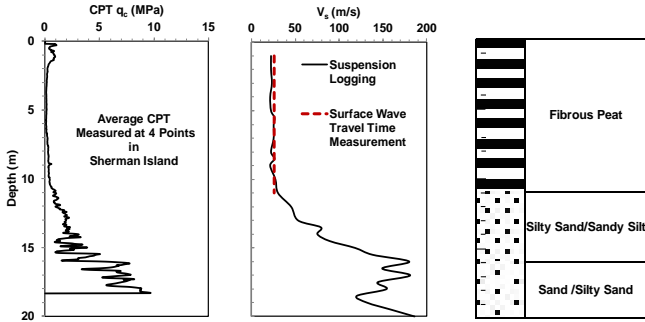 CPT qc (MPa)
0 5 10 15
Vs (m/s)
0 50 100 150 200
0
5
10
15
20
Depth (m)
Average CPT
Measured at 4 Points
in
Sherman Island
Suspension
Logging
Surface Wave
Travel Time
Measurement
Fibrous Peat
Silty Sand/Sandy Silt
Sand /Silty Sand